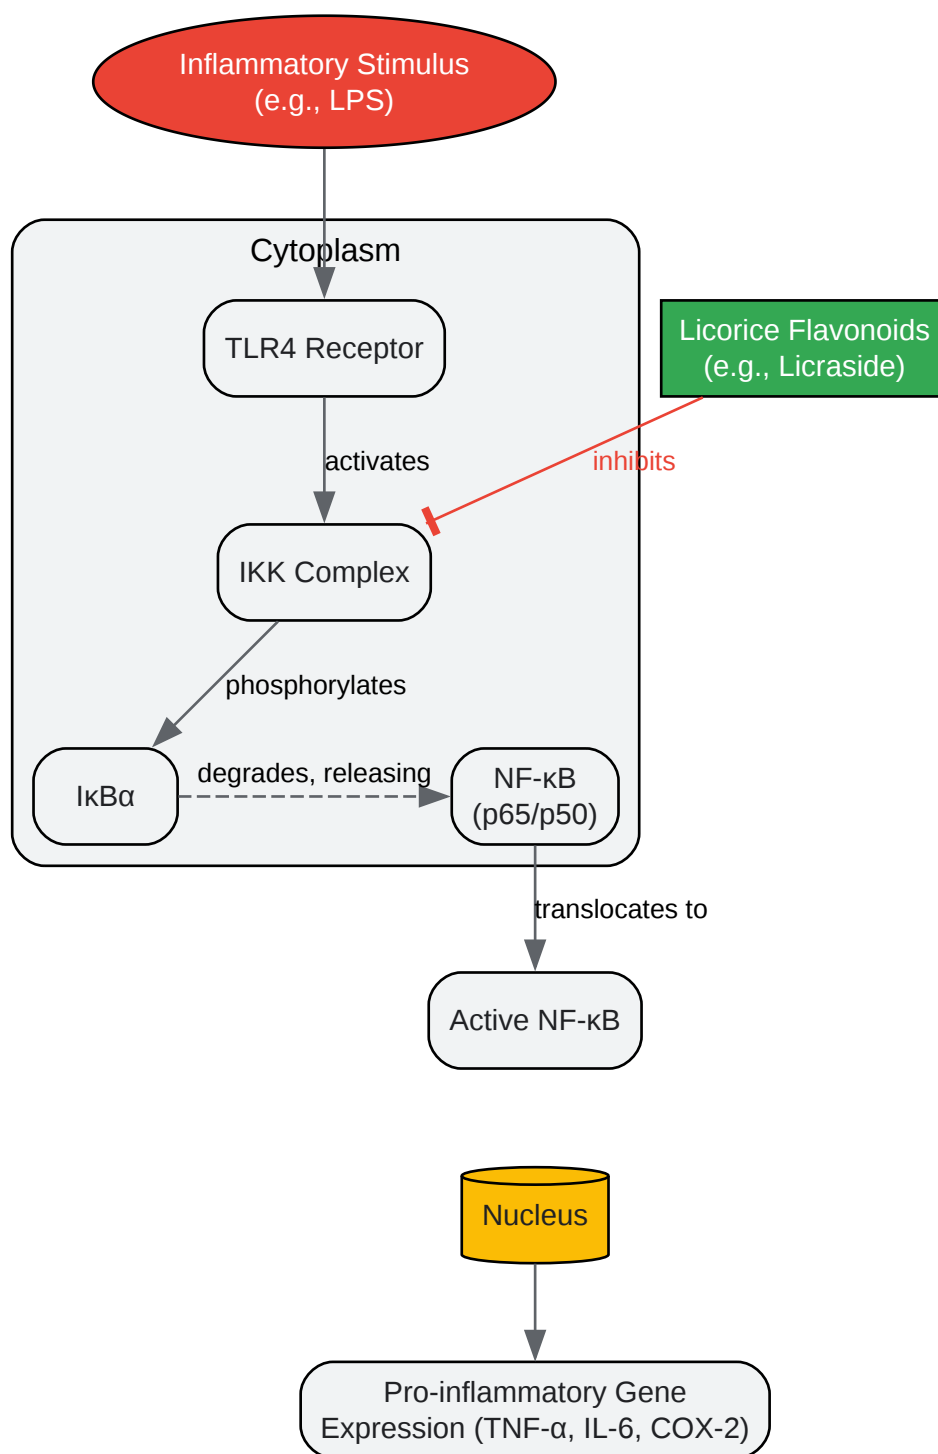 Inflammatory Stimulus
(e.g., LPS)
Cytoplasm
TLR4 Receptor
Licorice Flavonoids
(e.g., Licraside)
activates
inhibits
IKK Complex
phosphorylates
degrades, releasing
IκBα
NF-κB
(p65/p50)
translocates to
Active NF-κB
Nucleus
Pro-inflammatory Gene
Expression (TNF-α, IL-6, COX-2)